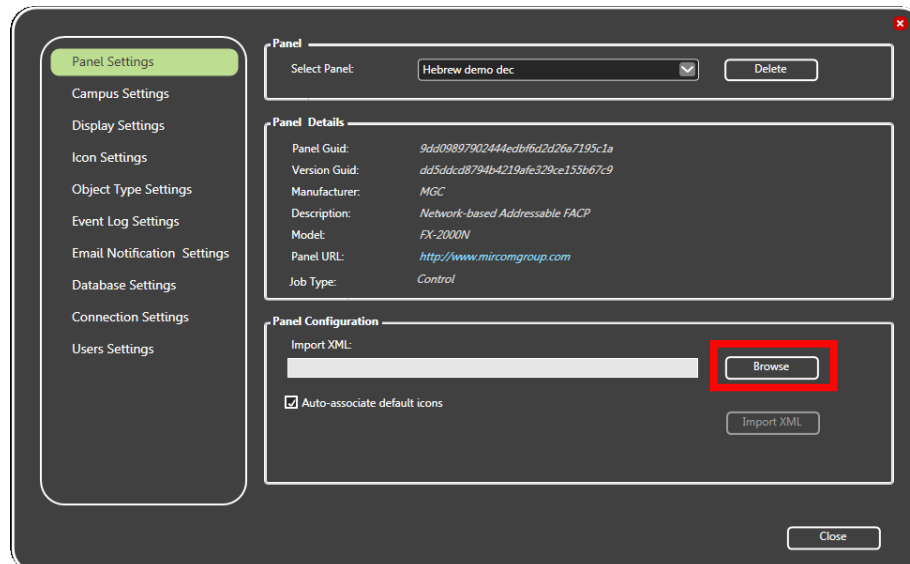 Panel Settings
Campus Settings
Display Settings
Icon Settings
Object Type Settings
Event Log Settings
Email Notification Settings
Database Settings
Connection Settings
Users Settings
Panel
Select Panel:
Hebrew demo dec
Delete
Panel Details
Panel Guid: 9dd09897902444edbf6d2d26a7195c1a
Version Guid: dd5ddcd8794b4219afe329ce155b67c9
Manufacturer: MGC
Description: Network-based Addressable FACP
Model: FX-2000N
Panel URL: http://www.mircomgroup.com
Job Type: Control
Panel Configuration
Import XML:
Browse
Auto-associate default icons
Import XML
Close